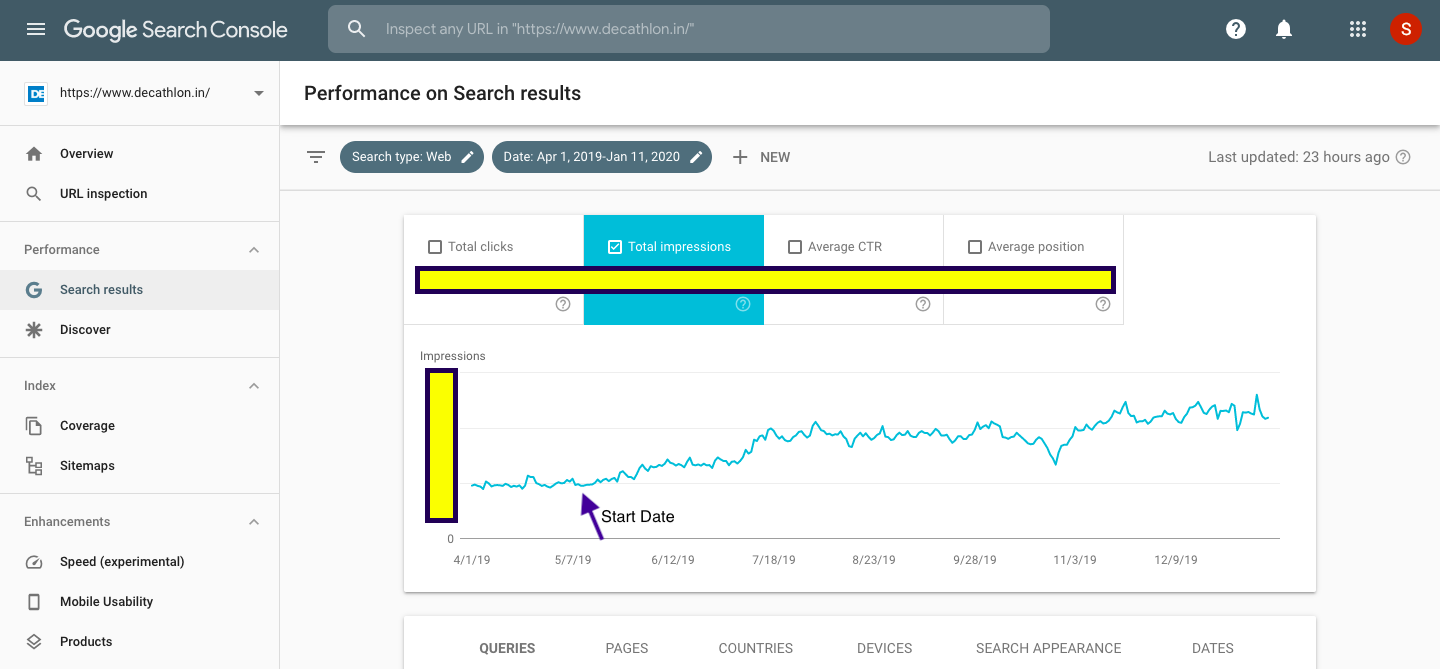 Google Search Console
Inspect any URL in "https://www.decathlon.in/"
S
DE
https://www.decathlon.in/
Performance on Search results
Overview
URL inspection
Performance
Search results
Discover
Index
Coverage
Sitemaps
Enhancements
Speed (experimental)
Mobile Usability
Products
Search type: Web
Date: Apr 1, 2019-Jan 11, 2020
NEW
Last updated: 23 hours ago
Total clicks
Total impressions
Average CTR
Average position
Impressions
Start Date
0
4/1/19 5/7/19 6/12/19 7/18/19 8/23/19 9/28/19 11/3/19 12/9/19
QUERIES PAGES COUNTRIES DEVICES SEARCH APPEARANCE DATES